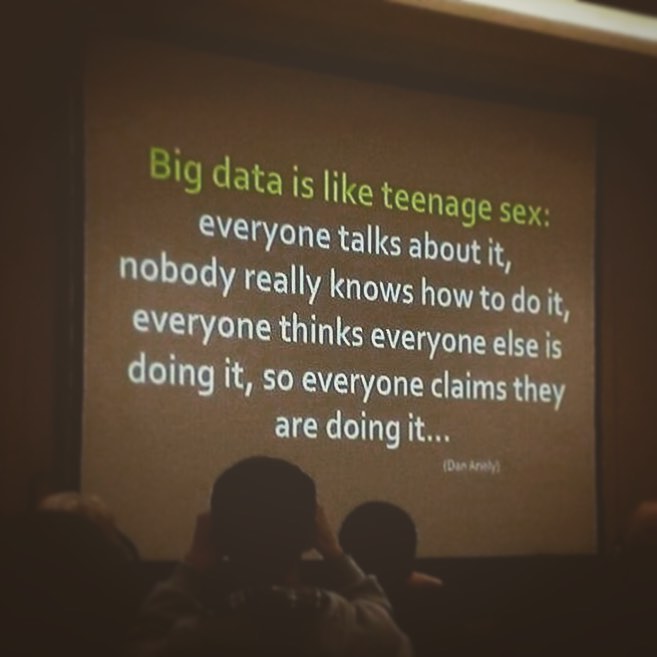 Big data is like teenage sex:
everyone talks about it,
nobody really knows how to do it,
everyone thinks everyone else is
doing it, so everyone claims they
are doing it...
(Dan Ariely)